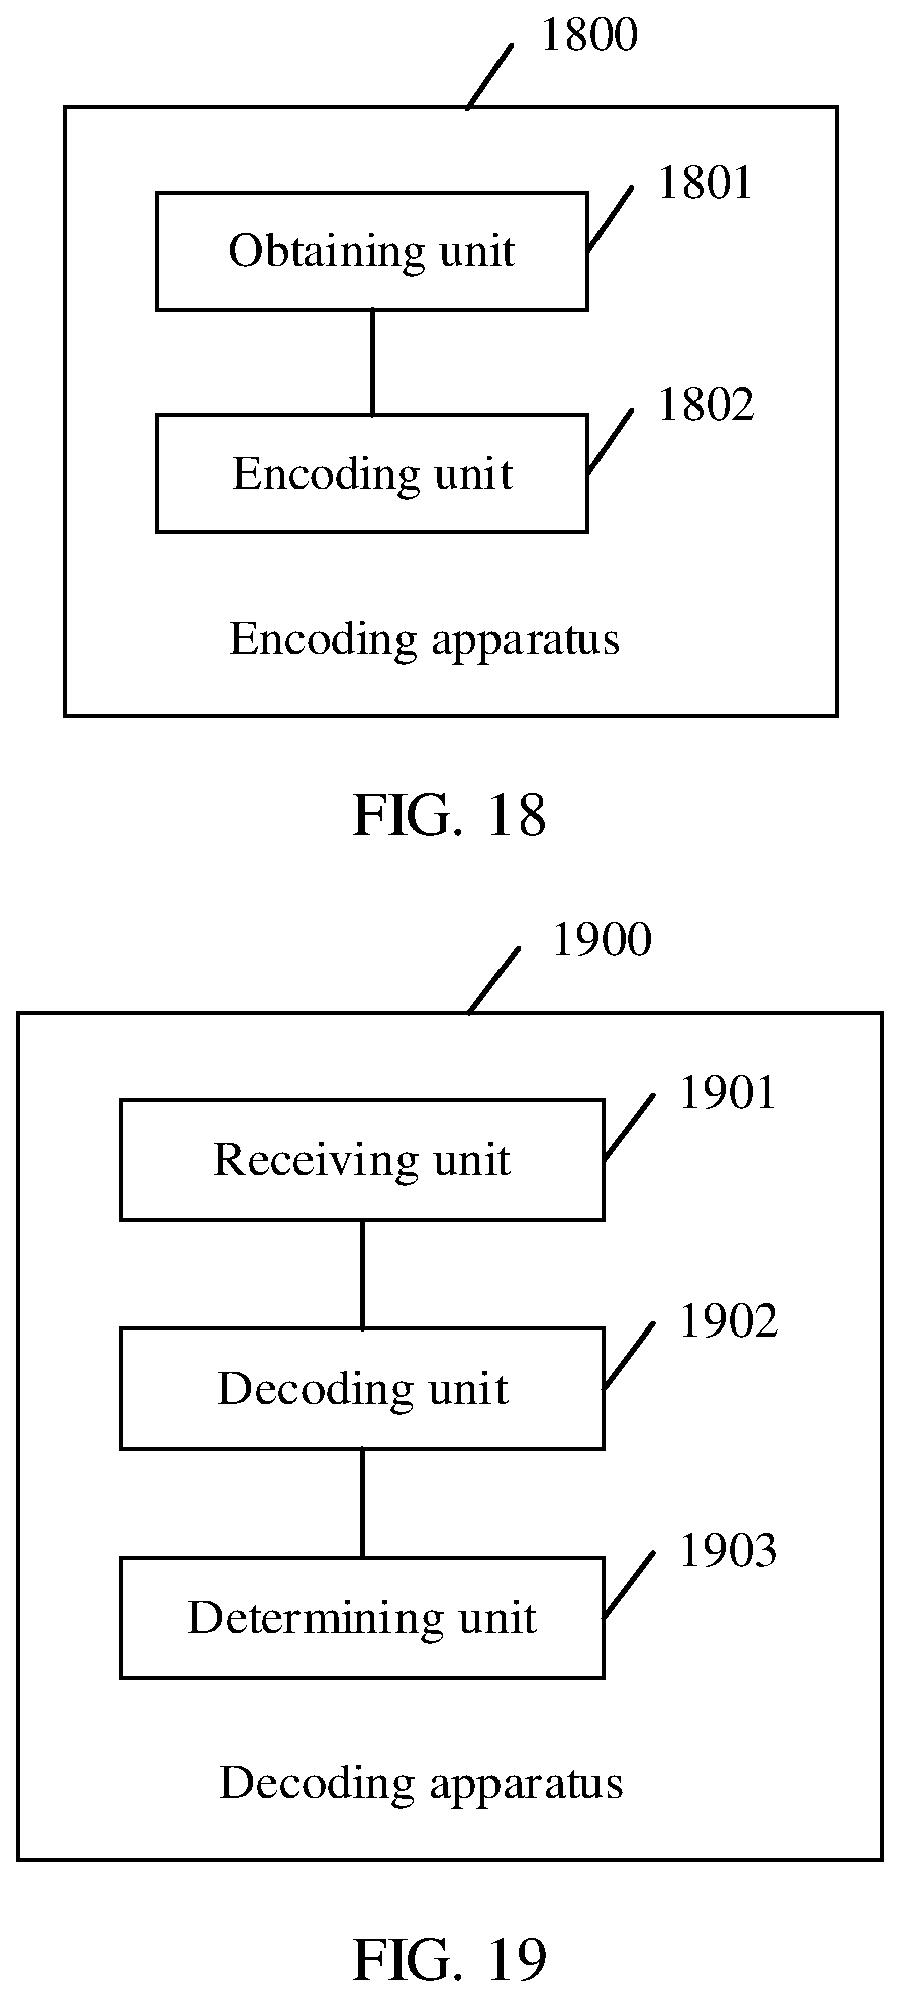 1800
1801
Obtaining unit
1802
Encoding unit
Encoding apparatus
FIG. 18
1900
1901
Receiving unit
1902
Decoding unit
1903
Determining unit
Decoding apparatus
FIG. 19